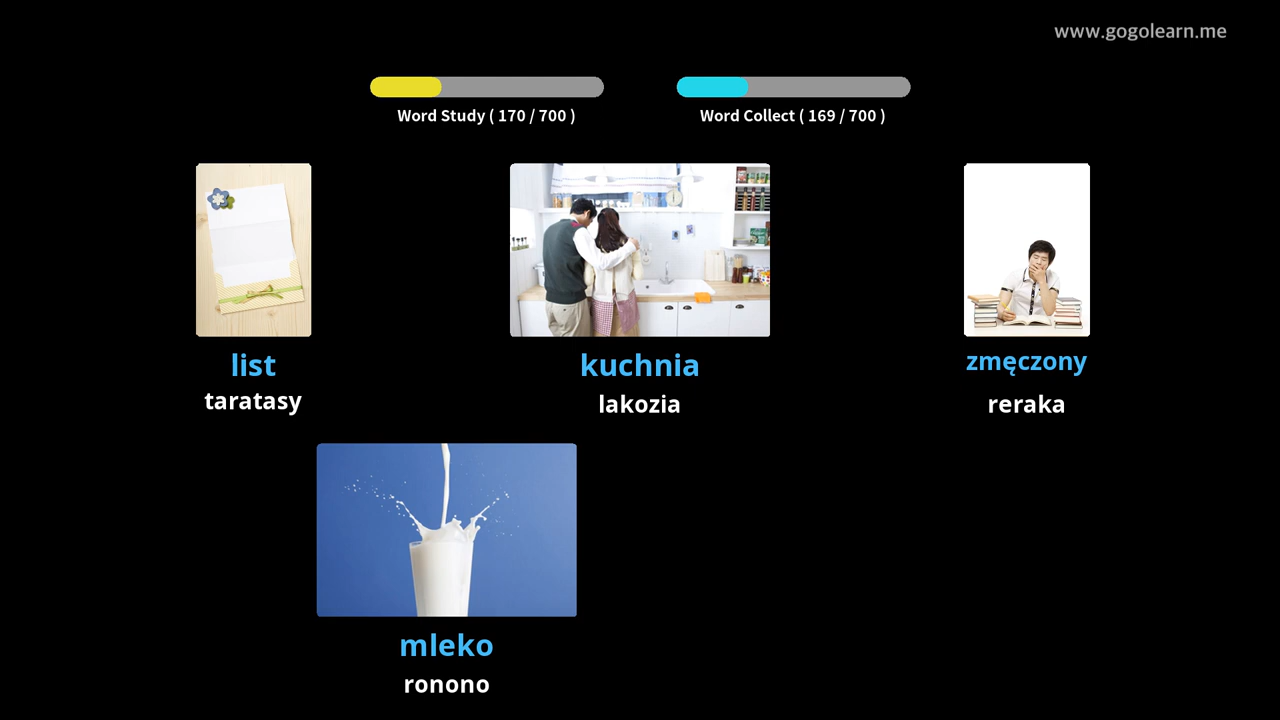 www.gogolearn.me
Word Study ( 170 / 700 )
Word Collect ( 169 / 700 )
list
taratasy
kuchnia
lakozia
zmęczony
reraka
mleko
ronono